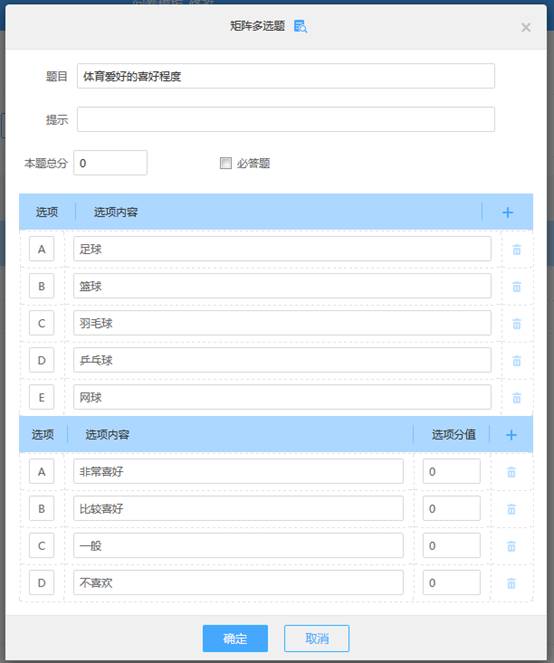 矩阵多选题
题目 体育爱好的喜好程度
提示
本题总分 0 必答题
选项 选项内容
A 足球
B 篮球
C 羽毛球
D 乒乓球
E 网球
选项 选项内容 选项分值
A 非常喜好 0
B 比较喜好 0
C 一般 0
D 不喜欢 0
确定 取消